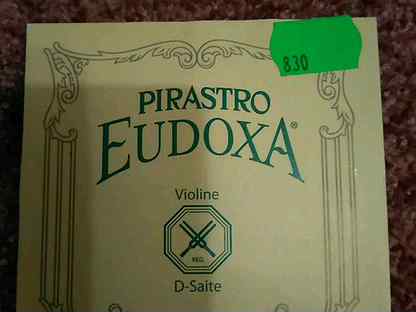 830
PIRASTRO
EUDOXA®
Violine
REG.
D-Saite